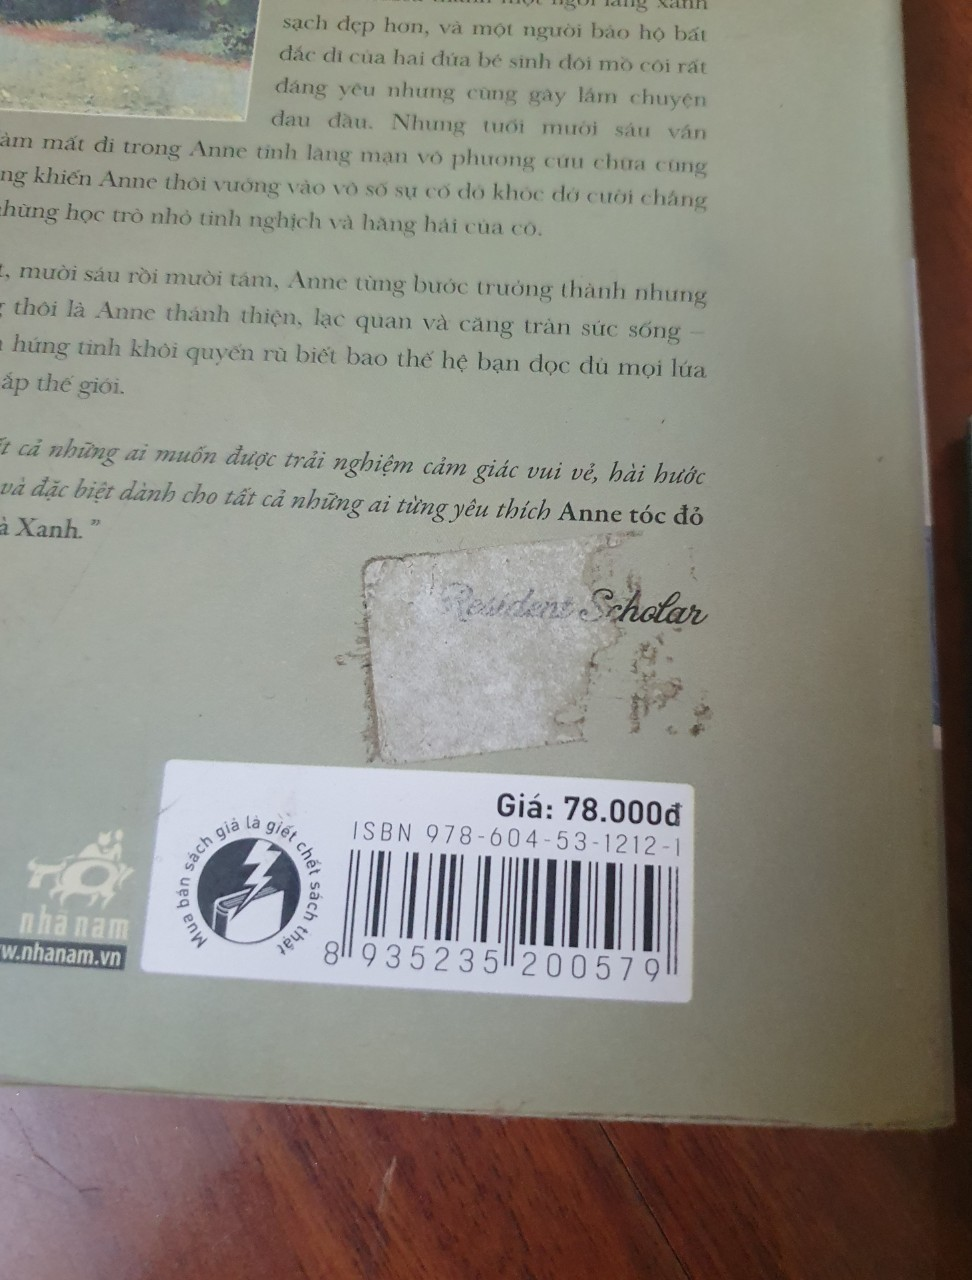 một ngôi làng xanh
sạch đẹp hơn, và một người bảo hộ bất
đắc dĩ của hai đứa bé sinh đôi mồ côi rất
đáng yêu nhưng cũng gây lắm chuyện
đau đầu. Nhưng tuổi mười sáu vẫn
làm mất đi trong Anne tính lãng mạn vô phương cứu chữa cũng
khiến Anne thôi vướng vào vô số sự cố dở khóc dở cười chẳng
những học trò nhỏ tinh nghịch và hăng hái của cô.
mười sáu rồi mười tám, Anne từng bước trưởng thành nhưng
thôi là Anne thánh thiện, lạc quan và căng tràn sức sống –
hứng tinh khôi quyến rũ biết bao thế hệ bạn đọc đủ mọi lứa
thế giới.
cả những ai muốn được trải nghiệm cảm giác vui vẻ, hài hước
và đặc biệt dành cho tất cả những ai từng yêu thích Anne tóc đỏ
Xanh.”
Resident Scholar
Giá: 78.000đ
ISBN 978-604-53-1212-1
Mua bán sách giả là giết chết sách thật
8 935235 200579
nhã nam
w.nhanam.vn